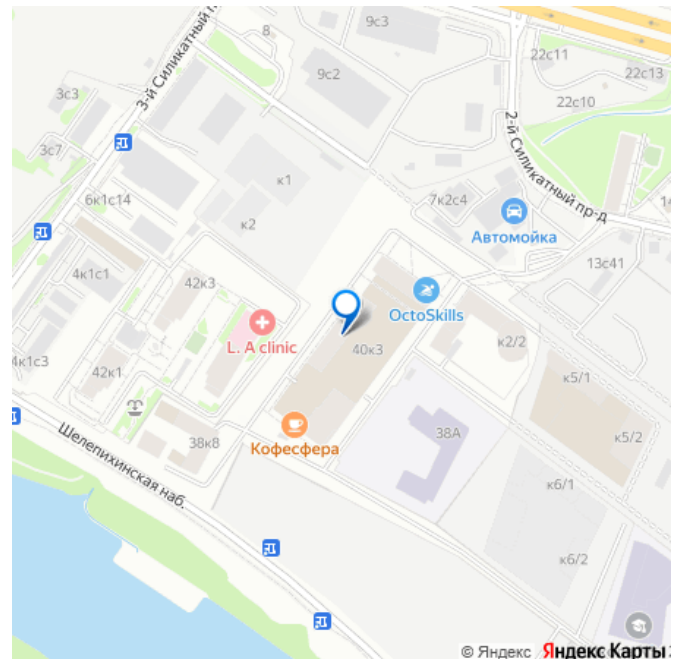 9с3
8
3-й Силикатный п
9с2
22с11
22с13
3с3
22с10
2-й Силикатный пр-д
3с7
к1
7к2с4
6к1с14
к2
Автомойка
13с41
4к1с1
42к3
OctoSkills
L. A clinic
к2/2
40к3
4к1с3
42к1
к5/1
38А
38к8
Кофесфера
к5/2
Шелепихинская наб.
к6/1
к6/2
© Яндекс Яндекс Карты